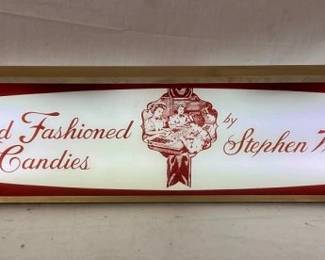 d Fashioned
Candies
by
Stephen